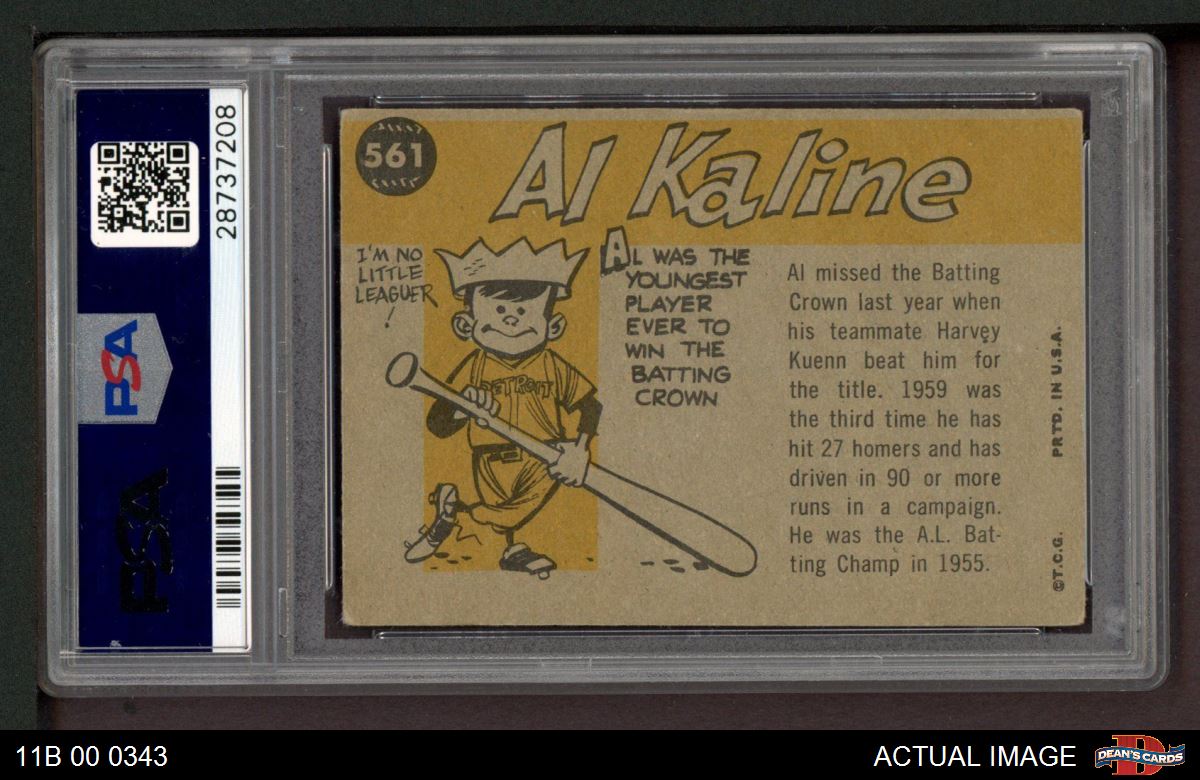 28737208
PSA
PSA
561
Al Kaline
I'M NO
LITTLE
LEAGUER
!
DETROIT
AL WAS THE
YOUNGEST
PLAYER
EVER TO
WIN THE
BATTING
CROWN
Al missed the Batting
Crown last year when
his teammate Harvey
Kuenn beat him for
the title. 1959 was
the third time he has
hit 27 homers and has
driven in 90 or more
runs in a campaign.
He was the A.L. Bat-
ting Champ in 1955.
©T.C.G. PRTD. IN U.S.A.
11B 00 0343
ACTUAL IMAGE
D
DEAN'S CARDS